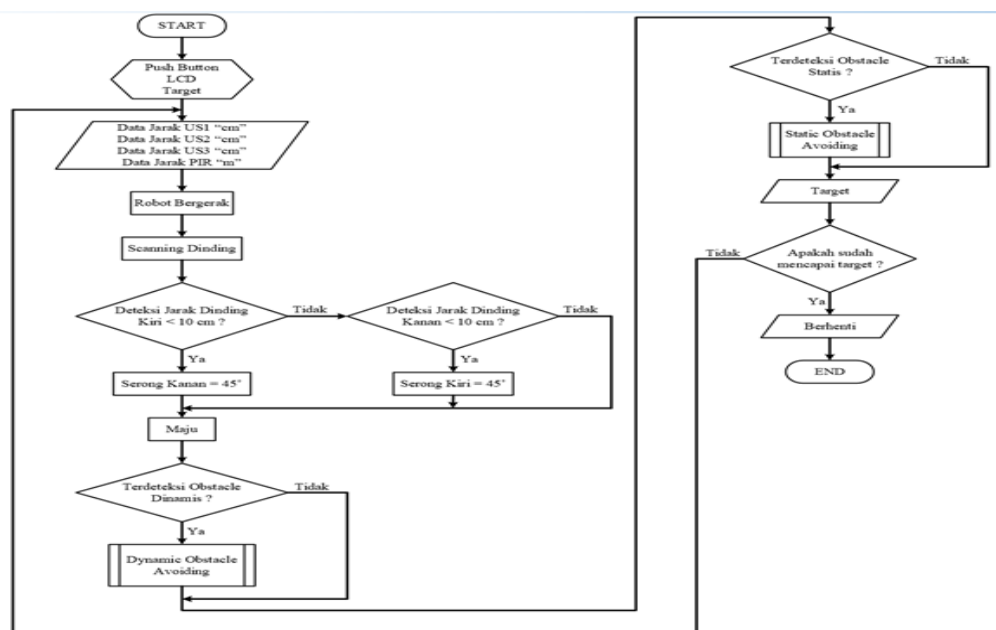 START
Push Button
LCD
Target
Data Jarak US1 “cm”
Data Jarak US2 “cm”
Data Jarak US3 “cm”
Data Jarak PIR “m”
Robot Bergerak
Scanning Dinding
Deteksi Jarak Dinding
Kiri < 10 cm ?
Tidak
Deteksi Jarak Dinding
Kanan < 10 cm ?
Tidak
Ya
Ya
Serong Kanan = 45°
Serong Kiri = 45°
Maju
Terdeteksi Obstacle
Dinamis ?
Tidak
Ya
Dynamic Obstacle
Avoiding
Terdeteksi Obstacle
Statis ?
Tidak
Ya
Static Obstacle
Avoiding
Target
Tidak
Apakah sudah
mencapai target ?
Ya
Berhenti
END